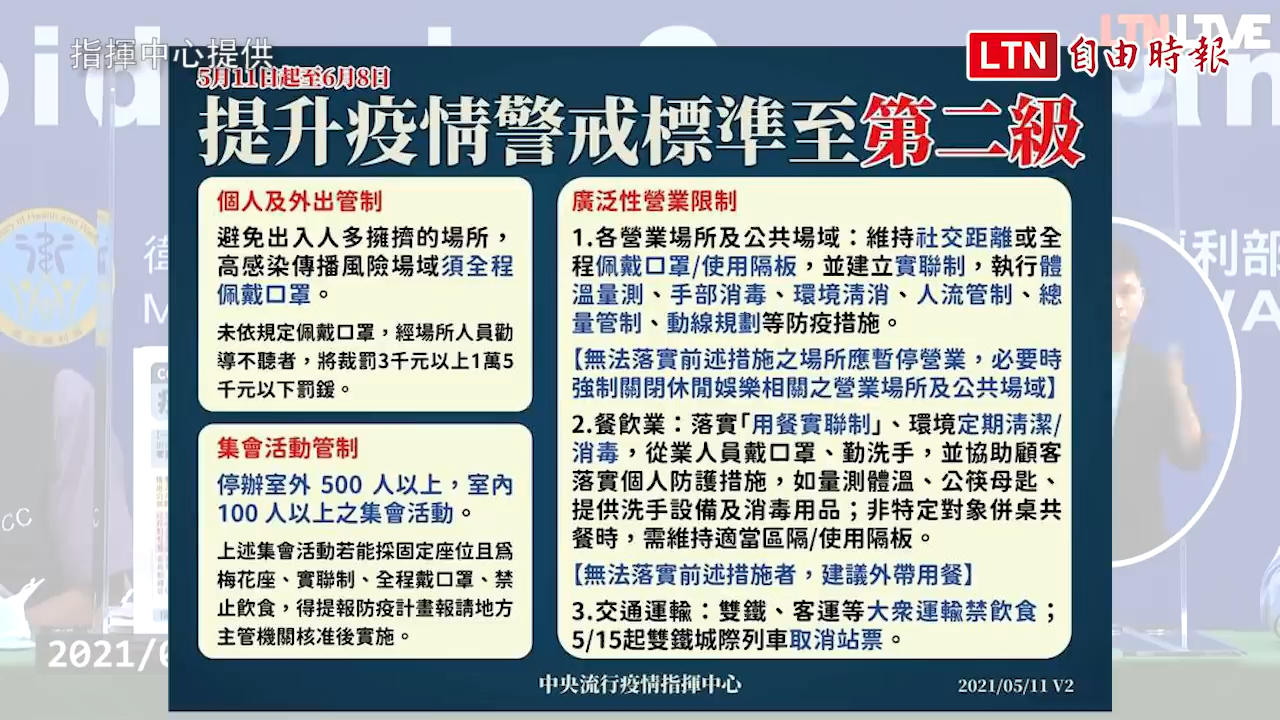 指揮中心提供
LTN LIVE
LTN 自由時報
5月11日起至6月8日
提升疫情警戒標準至第二級
個人及外出管制
避免出入人多擁擠的場所，
高感染傳播風險場域須全程
佩戴口罩。
未依規定佩戴口罩，經場所人員勸
導不聽者，將裁罰3千元以上1萬5
千元以下罰鍰。
集會活動管制
停辦室外 500 人以上，室內
100 人以上之集會活動。
上述集會活動若能採固定座位且爲
梅花座、實聯制、全程戴口罩、禁
止飲食，得提報防疫計畫報請地方
主管機關核准後實施。
廣泛性營業限制
1.各營業場所及公共場域：維持社交距離或全
程佩戴口罩/使用隔板，並建立實聯制，執行體
溫量測、手部消毒、環境清消、人流管制、總
量管制、動線規劃等防疫措施。
【無法落實前述措施之場所應暫停營業，必要時
強制關閉休閒娛樂相關之營業場所及公共場域】
2.餐飲業：落實「用餐實聯制」、環境定期清潔/
消毒，從業人員戴口罩、勤洗手，並協助顧客
落實個人防護措施，如量測體溫、公筷母匙、
提供洗手設備及消毒用品；非特定對象併桌共
餐時，需維持適當區隔/使用隔板。
【無法落實前述措施者，建議外帶用餐】
3.交通運輸：雙鐵、客運等大衆運輸禁飲食；
5/15起雙鐵城際列車取消站票。
中央流行疫情指揮中心
2021/05/11 V2
2021/0